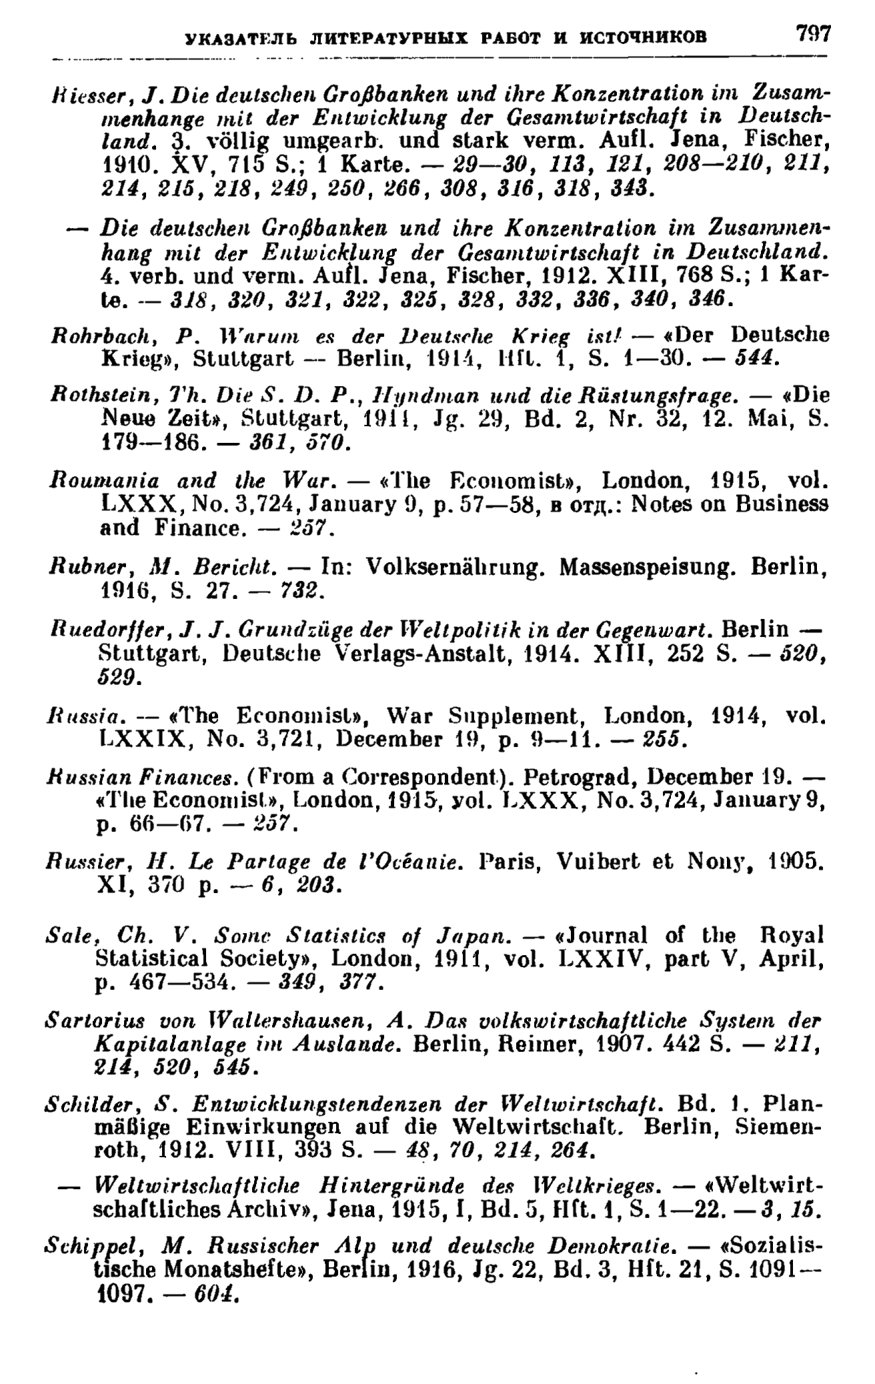 УКАЗАТЕЛЬ ЛИТЕРАТУРНЫХ РАБОТ И ИСТОЧНИКОВ 797
Riesser, J. Die deutschen Großbanken und ihre Konzentration im Zusam-
menhange mit der Entwicklung der Gesamtwirtschaft in Deutsch-
land. 3. völlig umgearb. und stark verm. Aufl. Jena, Fischer,
1910. XV, 715 S.; 1 Karte. — 29—30, 113, 121, 208—210, 211,
214, 215, 218, 249, 250, 266, 308, 316, 318, 343.
— Die deutschen Großbanken und ihre Konzentration im Zusammen-
hang mit der Entwicklung der Gesamtwirtschaft in Deutschland.
4. verb. und verm. Aufl. Jena, Fischer, 1912. XIII, 768 S.; 1 Kar-
te. — 318, 320, 321, 322, 325, 328, 332, 336, 340, 346.
Rohrbach, P. Warum es der Deutsche Krieg ist! — «Der Deutsche
Krieg», Stuttgart — Berlin, 1914, Hft. 1, S. 1—30. — 544.
Rothstein, Th. Die S. D. P., Hyndman und die Rüstungsfrage. — «Die
Neue Zeit», Stuttgart, 1911, Jg. 29, Bd. 2, Nr. 32, 12. Mai, S.
179—186. — 361, 570.
Roumania and the War. — «The Economist», London, 1915, vol.
LXXX, No. 3,724, January 9, p. 57—58, в отд.: Notes on Business
and Finance. — 257.
Rubner, M. Bericht. — In: Volksernährung. Massenspeisung. Berlin,
1916, S. 27. — 732.
Ruedorffer, J. J. Grundzüge der Weltpolitik in der Gegenwart. Berlin —
Stuttgart, Deutsche Verlags-Anstalt, 1914. XIII, 252 S. — 520,
529.
Russia. — «The Economist», War Supplement, London, 1914, vol.
LXXIX, No. 3,721, December 19, p. 9—11. — 255.
Russian Finances. (From a Correspondent). Petrograd, December 19. —
«The Economist», London, 1915, vol. LXXX, No. 3,724, January 9,
p. 66—67. — 257.
Russier, H. Le Partage de l'Océanie. Paris, Vuibert et Nony, 1905.
XI, 370 p. — 6, 203.
Sale, Ch. V. Some Statistics of Japan. — «Journal of the Royal
Statistical Society», London, 1911, vol. LXXIV, part V, April,
p. 467—534. — 349, 377.
Sartorius von Waltershausen, A. Das volkswirtschaftliche System der
Kapitalanlage im Auslande. Berlin, Reimer, 1907. 442 S. — 211,
214, 520, 545.
Schilder, S. Entwicklungstendenzen der Weltwirtschaft. Bd. 1. Plan-
mäßige Einwirkungen auf die Weltwirtschaft. Berlin, Siemen-
roth, 1912. VIII, 393 S. — 48, 70, 214, 264.
— Weltwirtschaftliche Hintergründe des Weltkrieges. — «Weltwirt-
schaftliches Archiv», Jena, 1915, I, Bd. 5, Hft. 1, S. 1—22. — 3, 15.
Schippel, M. Russischer Alp und deutsche Demokratie. — «Sozialis-
tische Monatshefte», Berlin, 1916, Jg. 22, Bd. 3, Hft. 21, S. 1091—
1097. — 604.